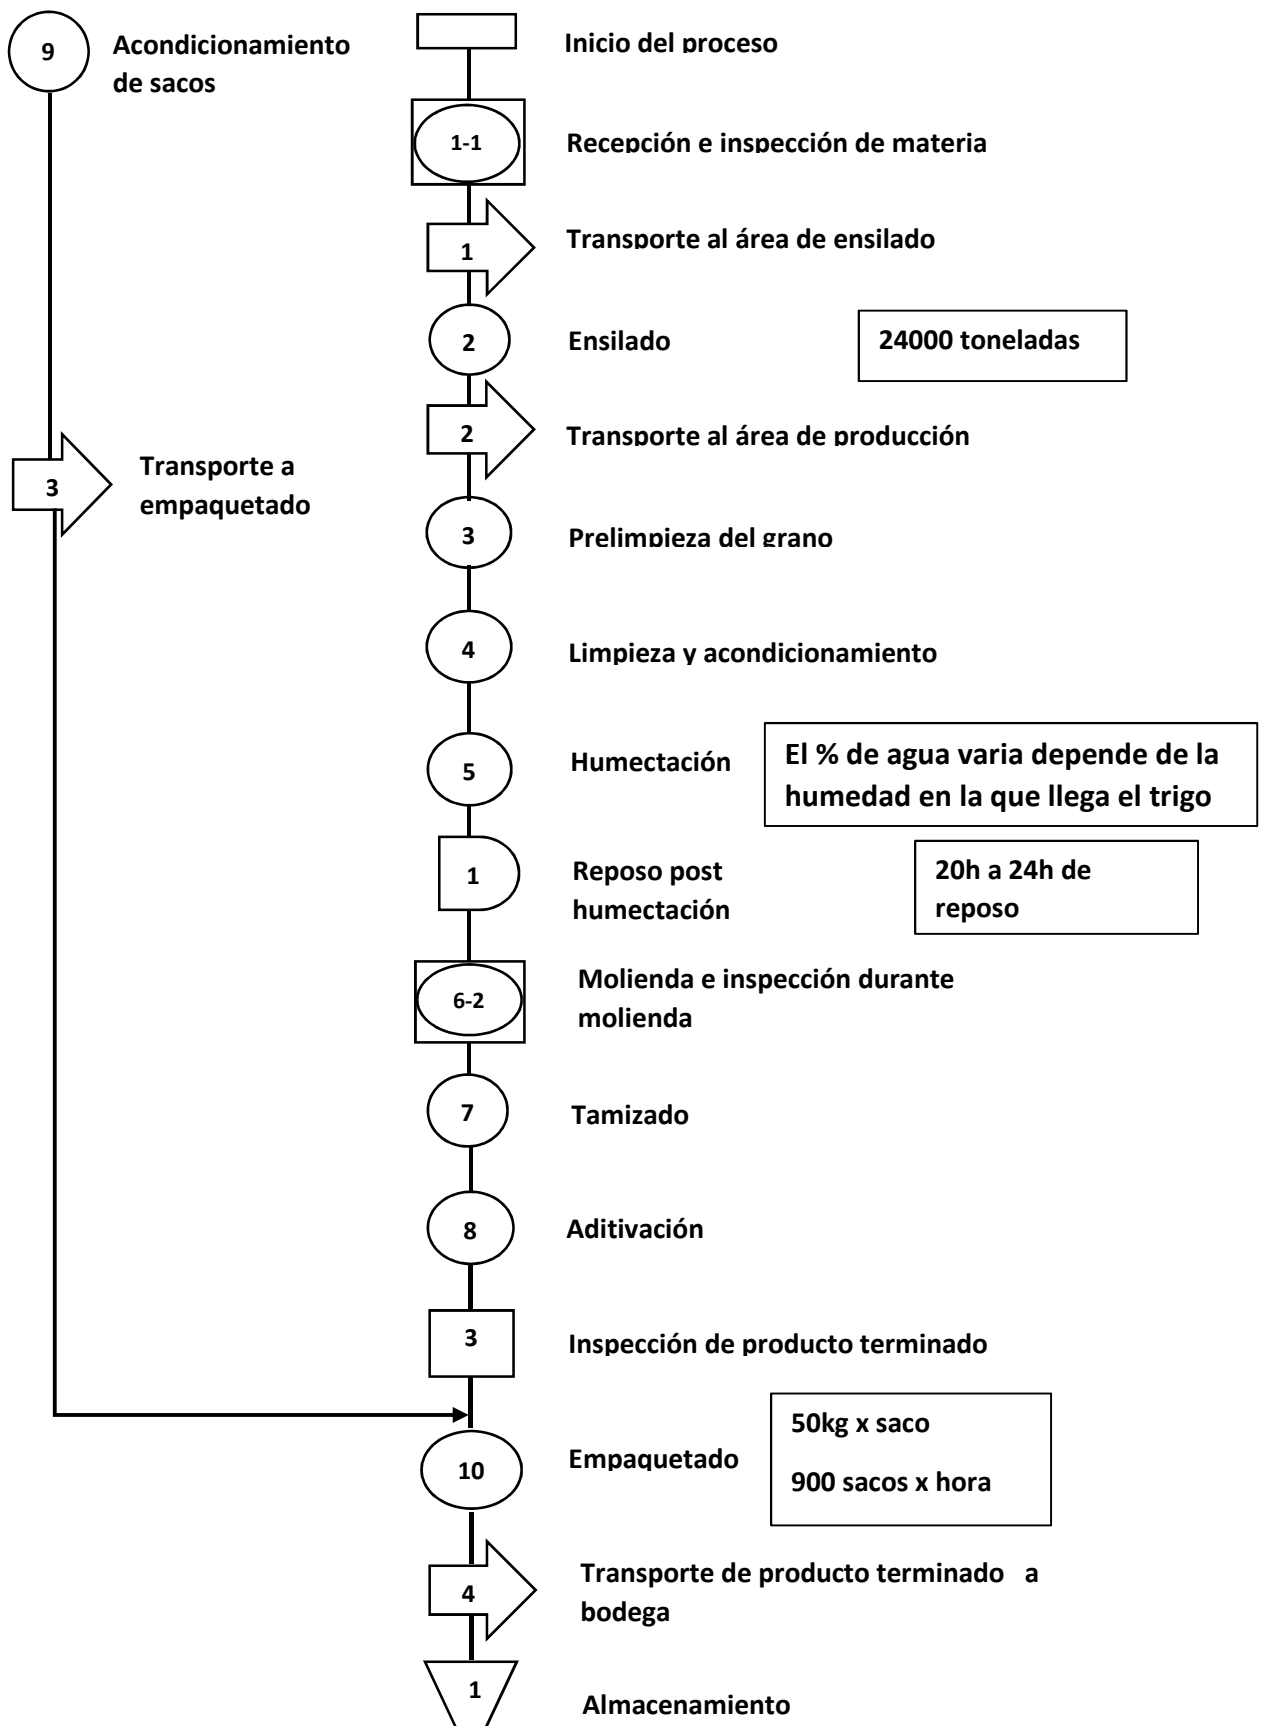 9
Acondicionamiento
de sacos
Inicio del proceso
1-1
Recepción e inspección de materia
1
Transporte al área de ensilado
2
Ensilado
24000 toneladas
2
Transporte al área de producción
3
Transporte a
empaquetado
3
Prelimpieza del grano
4
Limpieza y acondicionamiento
5
Humectación
El % de agua varia depende de la
humedad en la que llega el trigo
1
Reposo post
humectación
20h a 24h de
reposo
6-2
Molienda e inspección durante
molienda
7
Tamizado
8
Aditivación
3
Inspección de producto terminado
10
Empaquetado
50kg x saco
900 sacos x hora
4
Transporte de producto terminado a
bodega
1
Almacenamiento